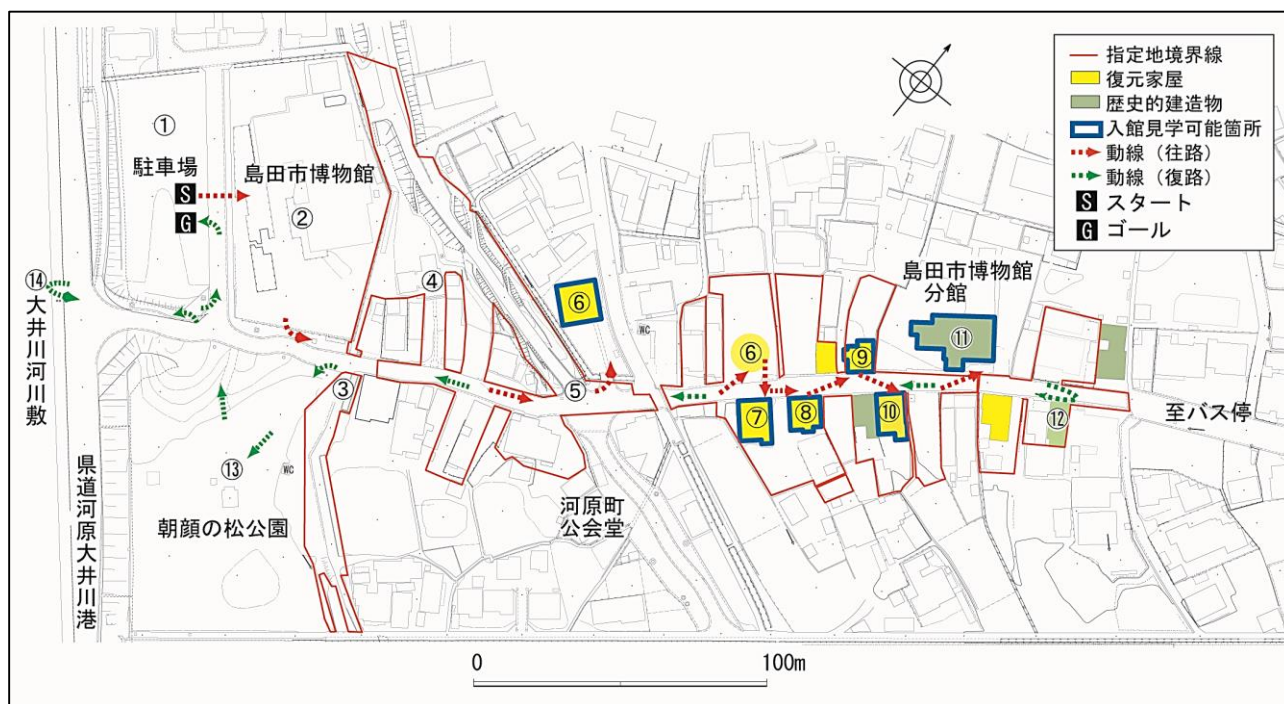 指定地境界線
復元家屋
歴史的建造物
入館見学可能箇所
動線（往路）
動線（復路）
S スタート
G ゴール
①
駐車場
S
G
島田市博物館
②
③
④
⑤
⑥
WC
⑥
⑦
⑧
⑨
⑩
島田市博物館
分館
⑪
⑫
至バス停
⑬
WC
朝顔の松公園
河原町
公会堂
⑭
大井川河川敷
県道河原大井川港
0
100m